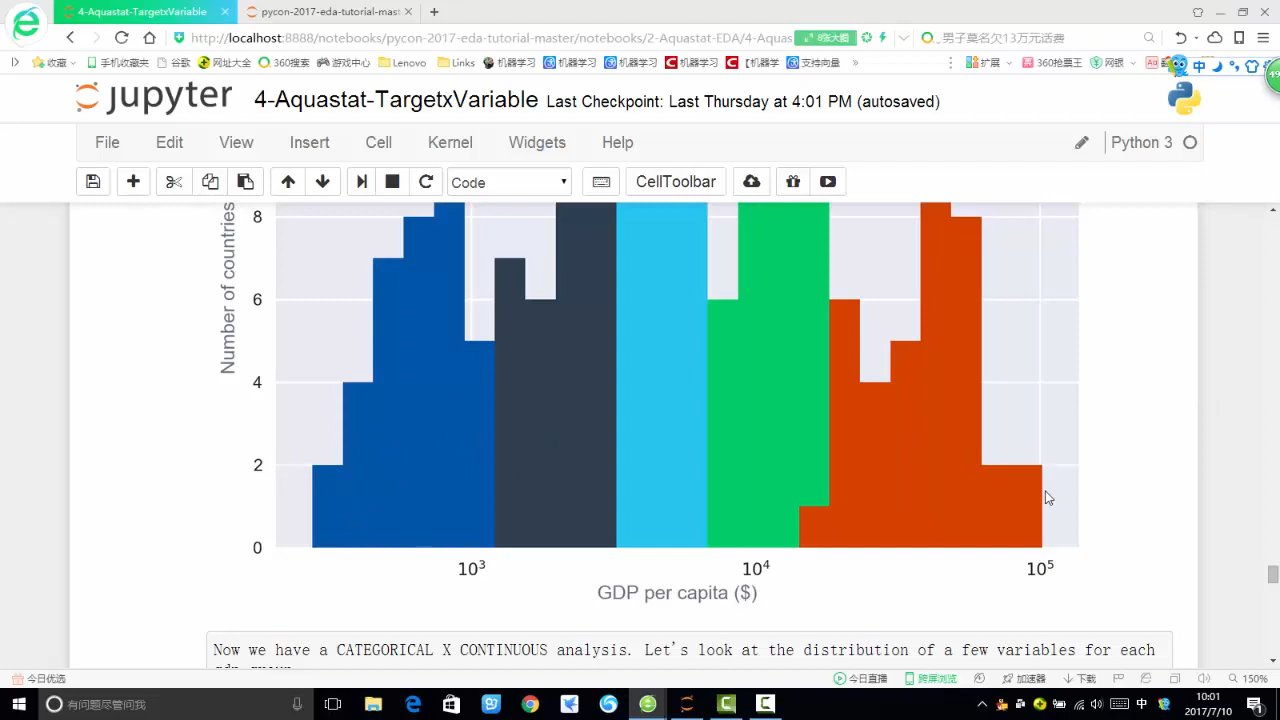 4-Aquastat-TargetxVariable
pycon-2017-eda-tutorial-mast
http://localhost:8888/notebooks/pycon-2017-eda-tutorial-master/notebooks/2-Aquastat-EDA/4-Aquas
8张大图
男子莫名欠13万元话费
收藏
手机收藏夹
谷歌
网址大全
360搜索
游戏中心
Lenovo
Links
机器学习
机器学习
机器学习
机器学习
【机器学
支持向量
»
扩展
360抢票王
网银
Ad
中
49
jupyter
4-Aquastat-TargetxVariable
Last Checkpoint: Last Thursday at 4:01 PM (autosaved)
File
Edit
View
Insert
Cell
Kernel
Widgets
Help
Python 3
Code
CellToolbar
Number of countries
8
6
4
2
0
10³
10⁴
10⁵
GDP per capita ($)
Now we have a CATEGORICAL X CONTINUOUS analysis. Let's look at the distribution of a few variables for each
今日优选
今日直播
跨屏浏览
加速器
下载
150%
有问题尽管问我
中
10:01
2017/7/10